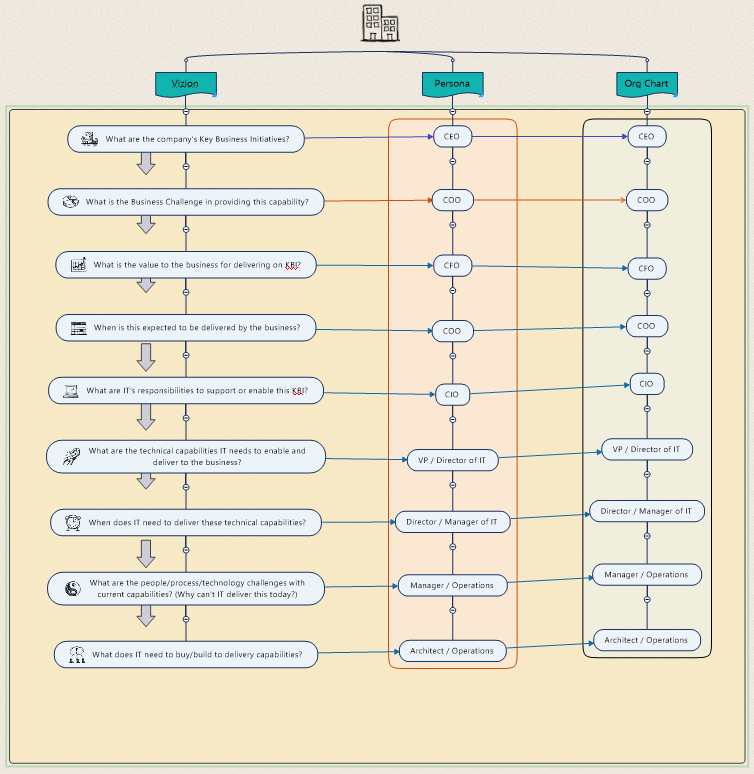 Vizion
Persona
Org Chart
What are the company's Key Business Initiatives?
CEO
CEO
What is the Business Challenge in providing this capability?
COO
COO
What is the value to the business for delivering on KBI?
CFO
CFO
When is this expected to be delivered by the business?
COO
COO
What are IT's responsibilities to support or enable this KBI?
CIO
CIO
What are the technical capabilities IT needs to enable and
deliver to the business?
VP / Director of IT
VP / Director of IT
When does IT need to deliver these technical capabilities?
Director / Manager of IT
Director / Manager of IT
What are the people/process/technology challenges with
current capabilities? (Why can't IT deliver this today?)
Manager / Operations
Manager / Operations
What does IT need to buy/build to delivery capabilities?
Architect / Operations
Architect / Operations